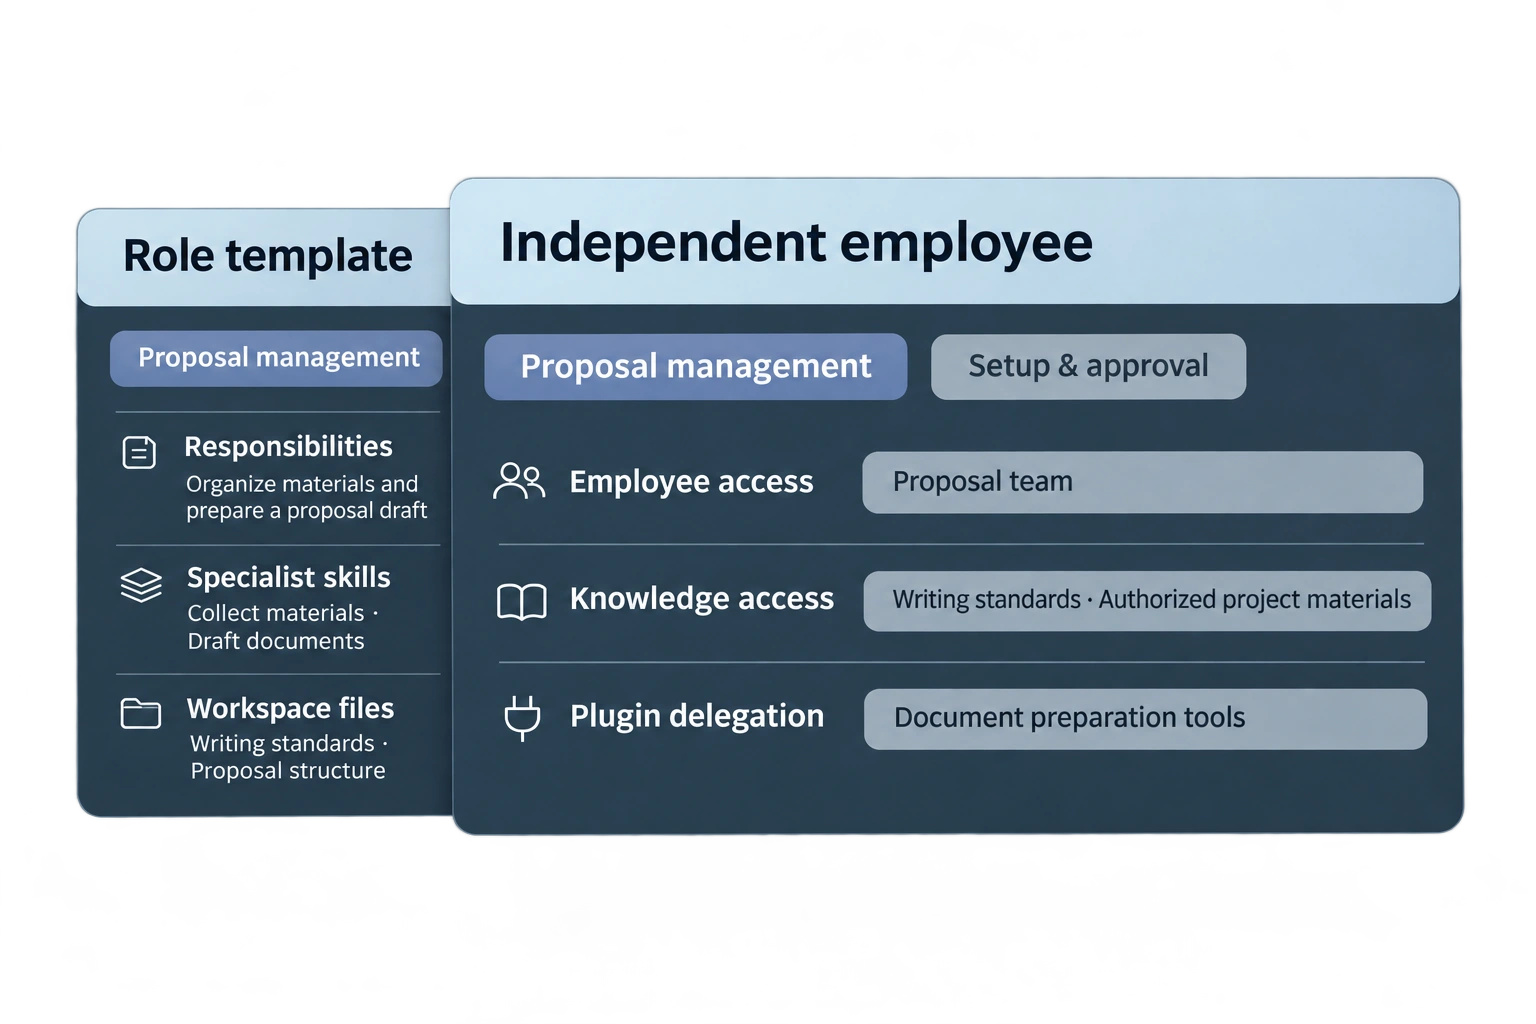 Role template
Proposal management
Responsibilities
Organize materials and
prepare a proposal draft
Specialist skills
Collect materials ·
Draft documents
Workspace files
Writing standards ·
Proposal structure
Independent employee
Proposal management
Setup & approval
Employee access
Proposal team
Knowledge access
Writing standards · Authorized project materials
Plugin delegation
Document preparation tools